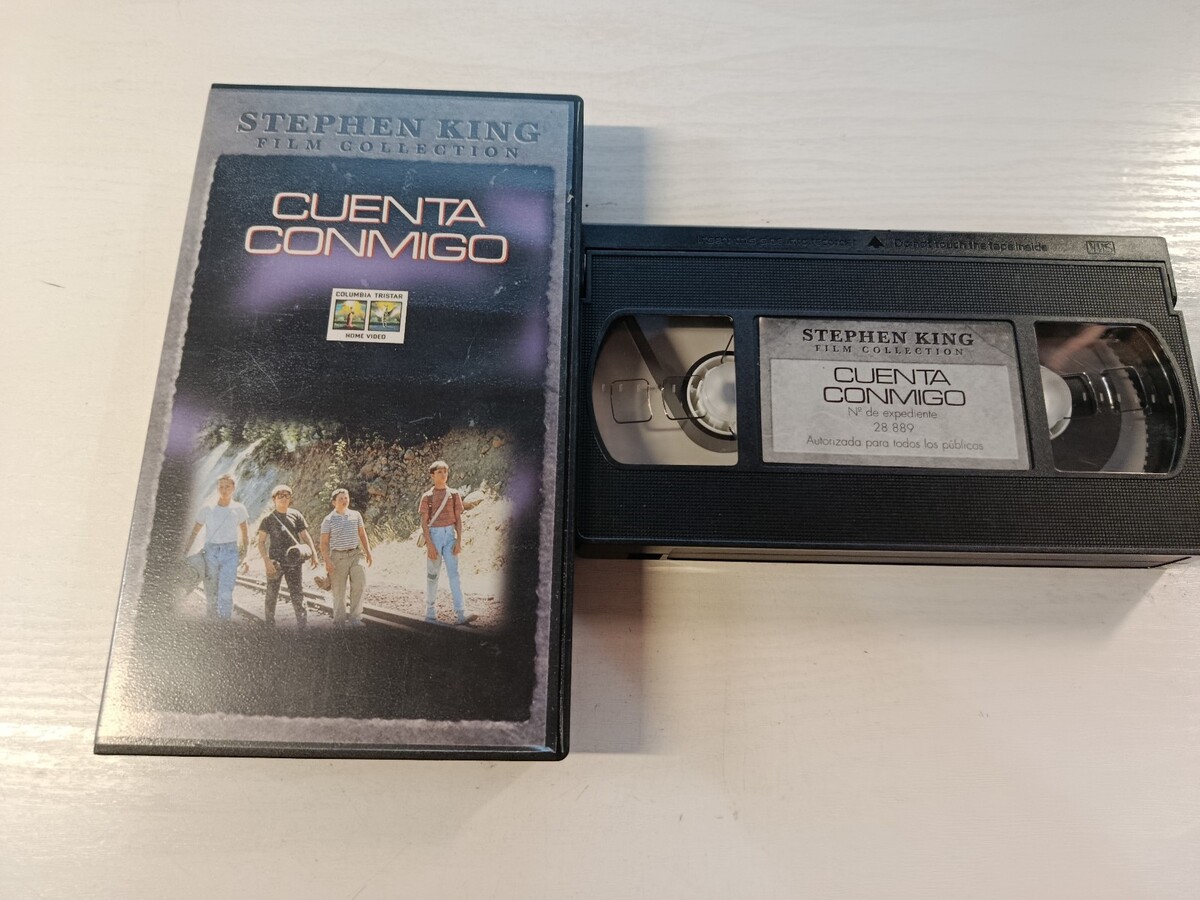 STEPHEN KING
FILM COLLECTION
CUENTA
CONMIGO
COLUMBIA TRISTAR
HOME VIDEO
Do not touch the tape inside
VHS
STEPHEN KING
FILM COLLECTION
CUENTA
CONMIGO
Nº de expediente
28 889
Autorizada para todos los públicos